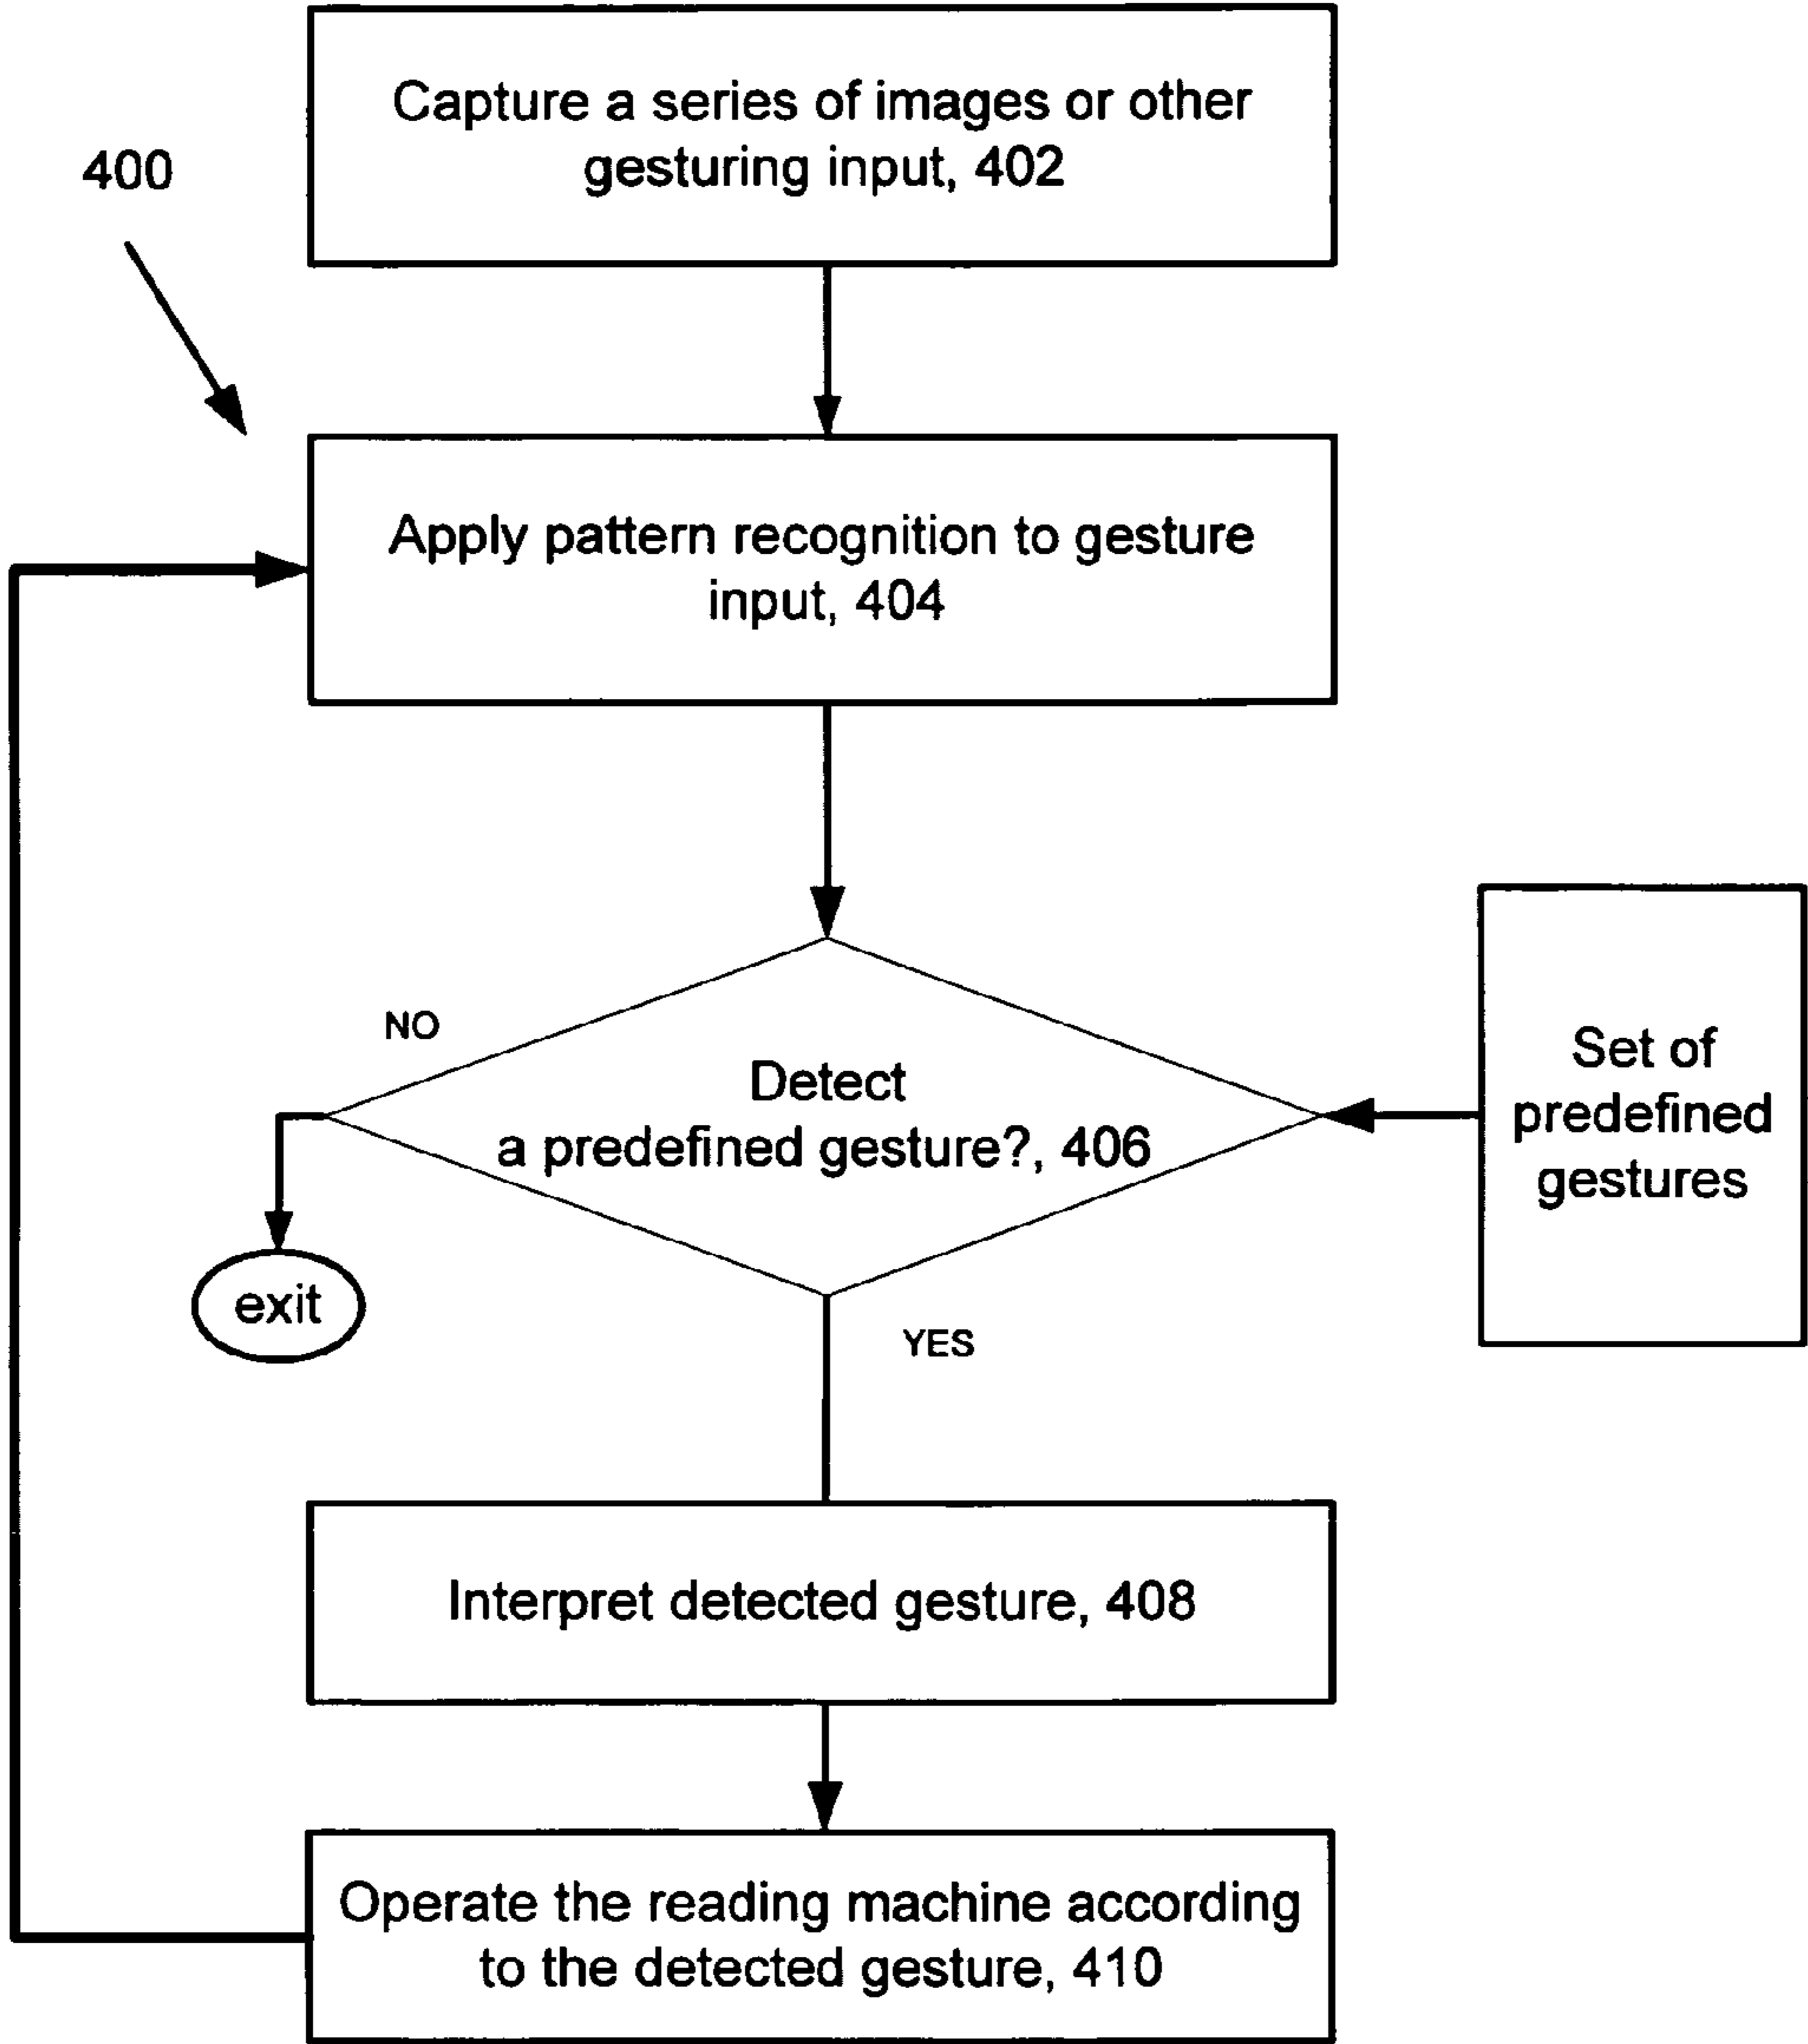 Capture a series of images or other
gesturing input, 402
400
Apply pattern recognition to gesture
input, 404
NO
Detect
a predefined gesture?, 406
Set of
predefined
gestures
exit
YES
Interpret detected gesture, 408
Operate the reading machine according
to the detected gesture, 410